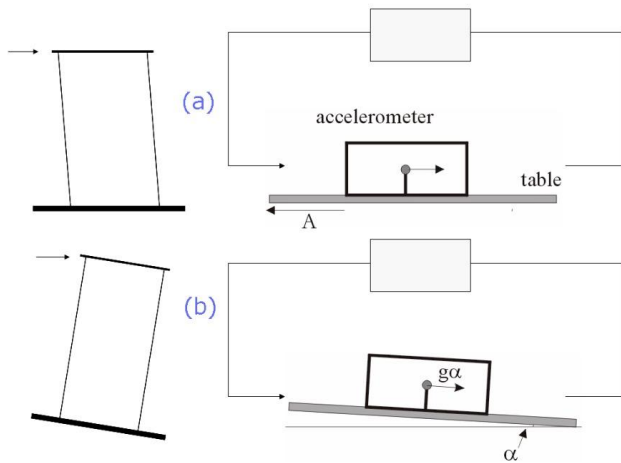 (a)
accelerometer
table
A
(b)
gα
α